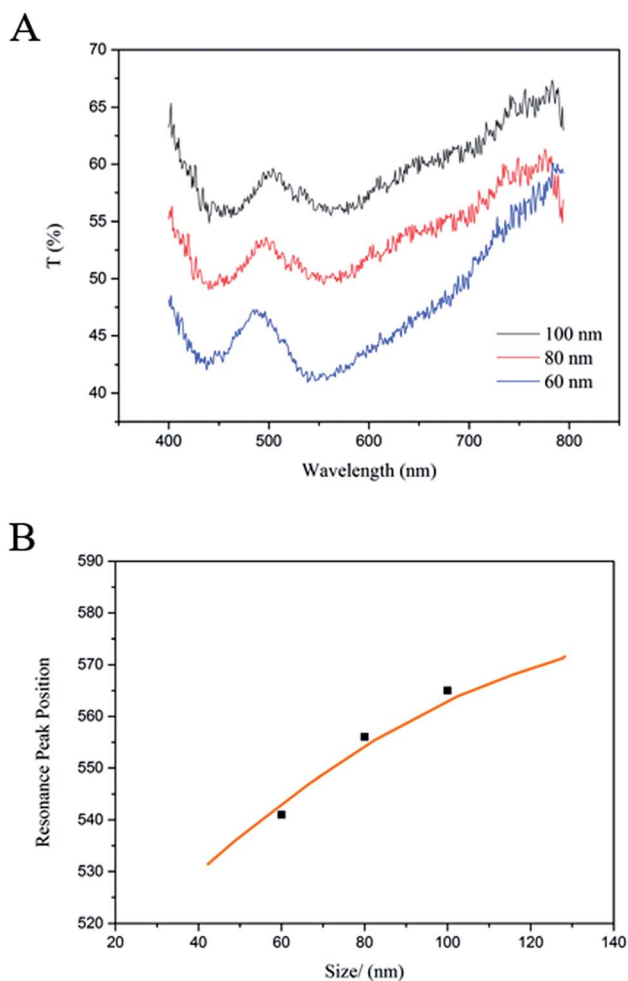 A
70
65
60
55
50
45
40
T (%)
100 nm
80 nm
60 nm
400 500 600 700 800
Wavelength (nm)
B
590
580
570
560
550
540
530
520
Resonance Peak Position
20 40 60 80 100 120 140
Size/ (nm)